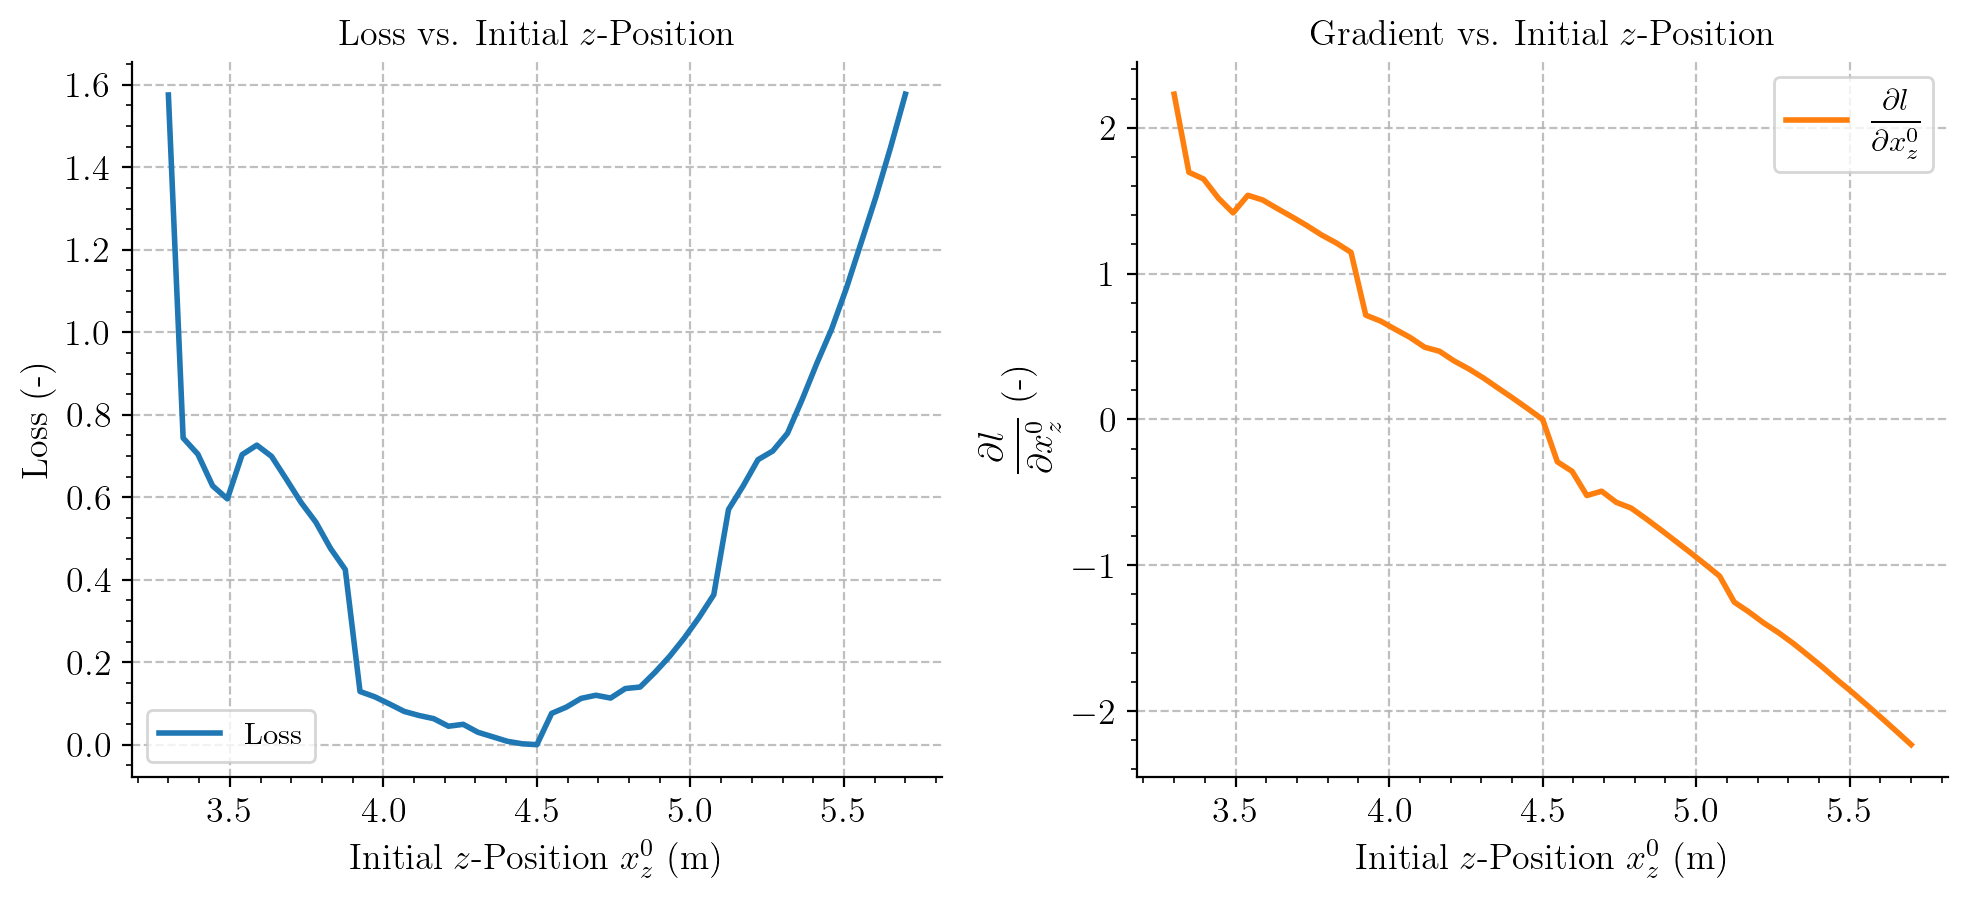 Loss vs. Initial z-Position
1.6
1.4
1.2
1.0
0.8
0.6
0.4
0.2
0.0
Loss (-)
Loss
3.5 4.0 4.5 5.0 5.5
Initial z-Position x_z^0 (m)
Gradient vs. Initial z-Position
2
1
0
−1
−2
∂l/∂x_z^0 (-)
∂l/∂x_z^0
3.5 4.0 4.5 5.0 5.5
Initial z-Position x_z^0 (m)